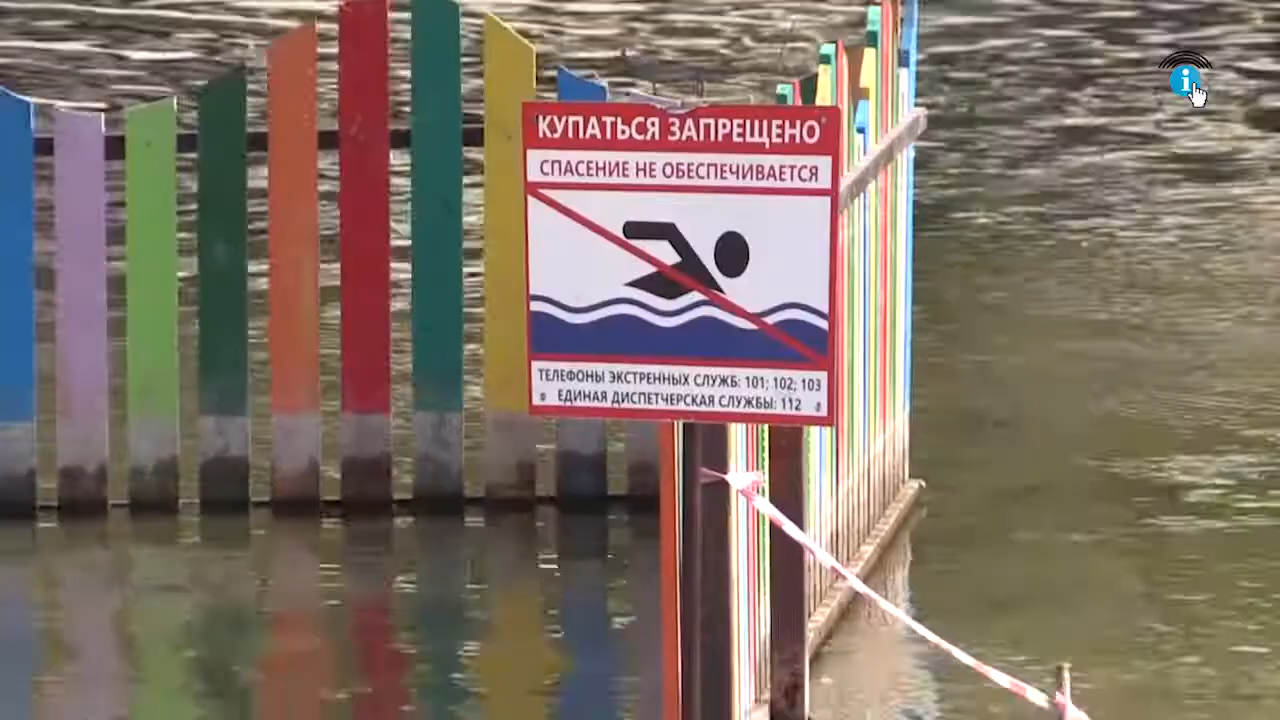 КУПАТЬСЯ ЗАПРЕЩЕНО
СПАСЕНИЕ НЕ ОБЕСПЕЧИВАЕТСЯ
ТЕЛЕФОНЫ ЭКСТРЕННЫХ СЛУЖБ: 101; 102; 103
ЕДИНАЯ ДИСПЕТЧЕРСКАЯ СЛУЖБЫ: 112
i